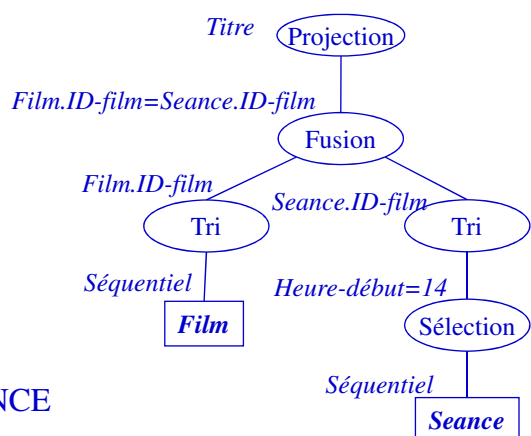 Titre
Projection
Film.ID-film=Seance.ID-film
Fusion
Film.ID-film
Seance.ID-film
Tri
Tri
Séquentiel
Heure-début=14
Film
Sélection
Séquentiel
NCE
Seance